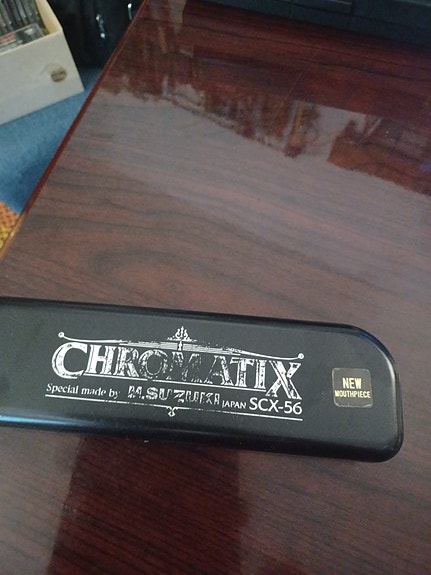 CHROMATIX
Special made by M.SUZUKI JAPAN SCX-56
NEW
MOUTHPIECE